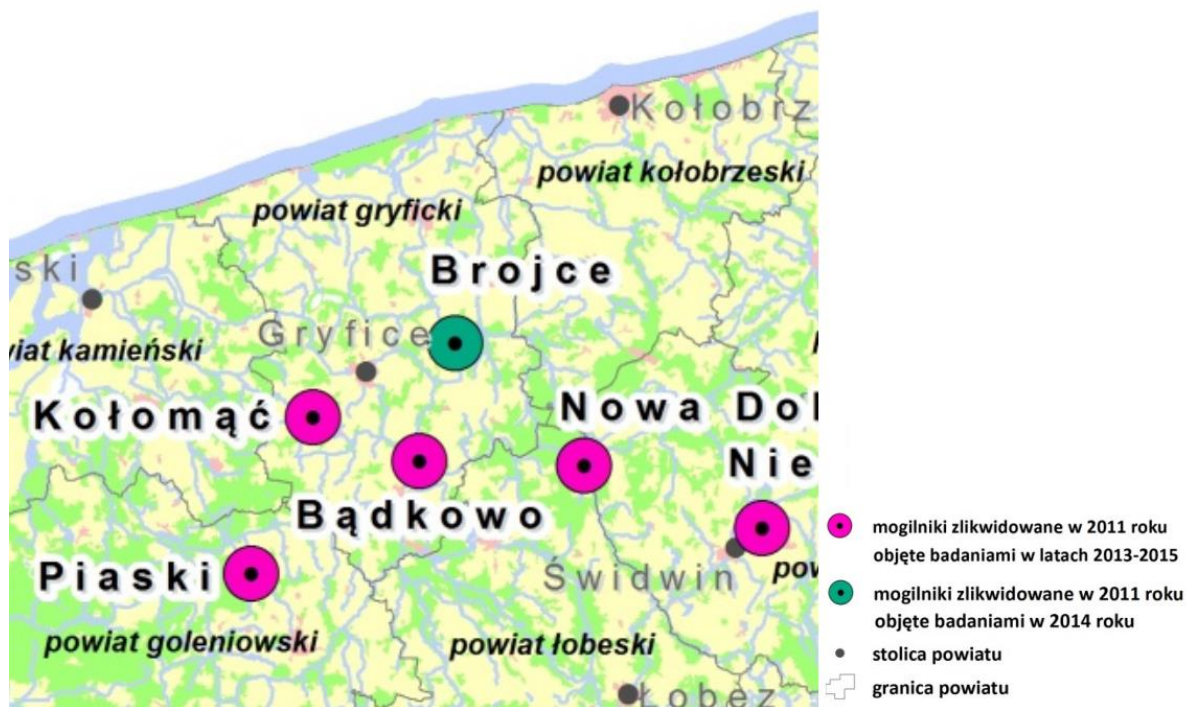 Kołobrz
powiat kołobrzeski
powiat gryficki
Brojce
ski
Gryfice
wiat kamieński
Kołomąć
Nowa Dol
Nie
Bądkowo
mogilniki zlikwidowane w 2011 roku
objęte badaniami w latach 2013-2015
Piaski
Świdwin
pow
mogilniki zlikwidowane w 2011 roku
objęte badaniami w 2014 roku
powiat goleniowski
powiat łobeski
stolica powiatu
Łobez
granica powiatu